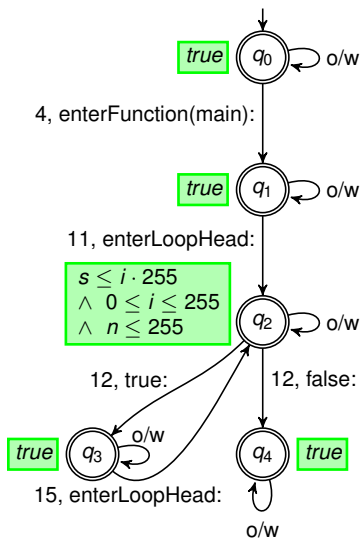 true q0 o/w
4, enterFunction(main):
true q1 o/w
11, enterLoopHead:
s ≤ i · 255
∧ 0 ≤ i ≤ 255
∧ n ≤ 255
q2 o/w
12, true: 12, false:
o/w
true q3 q4 true
15, enterLoopHead:
o/w